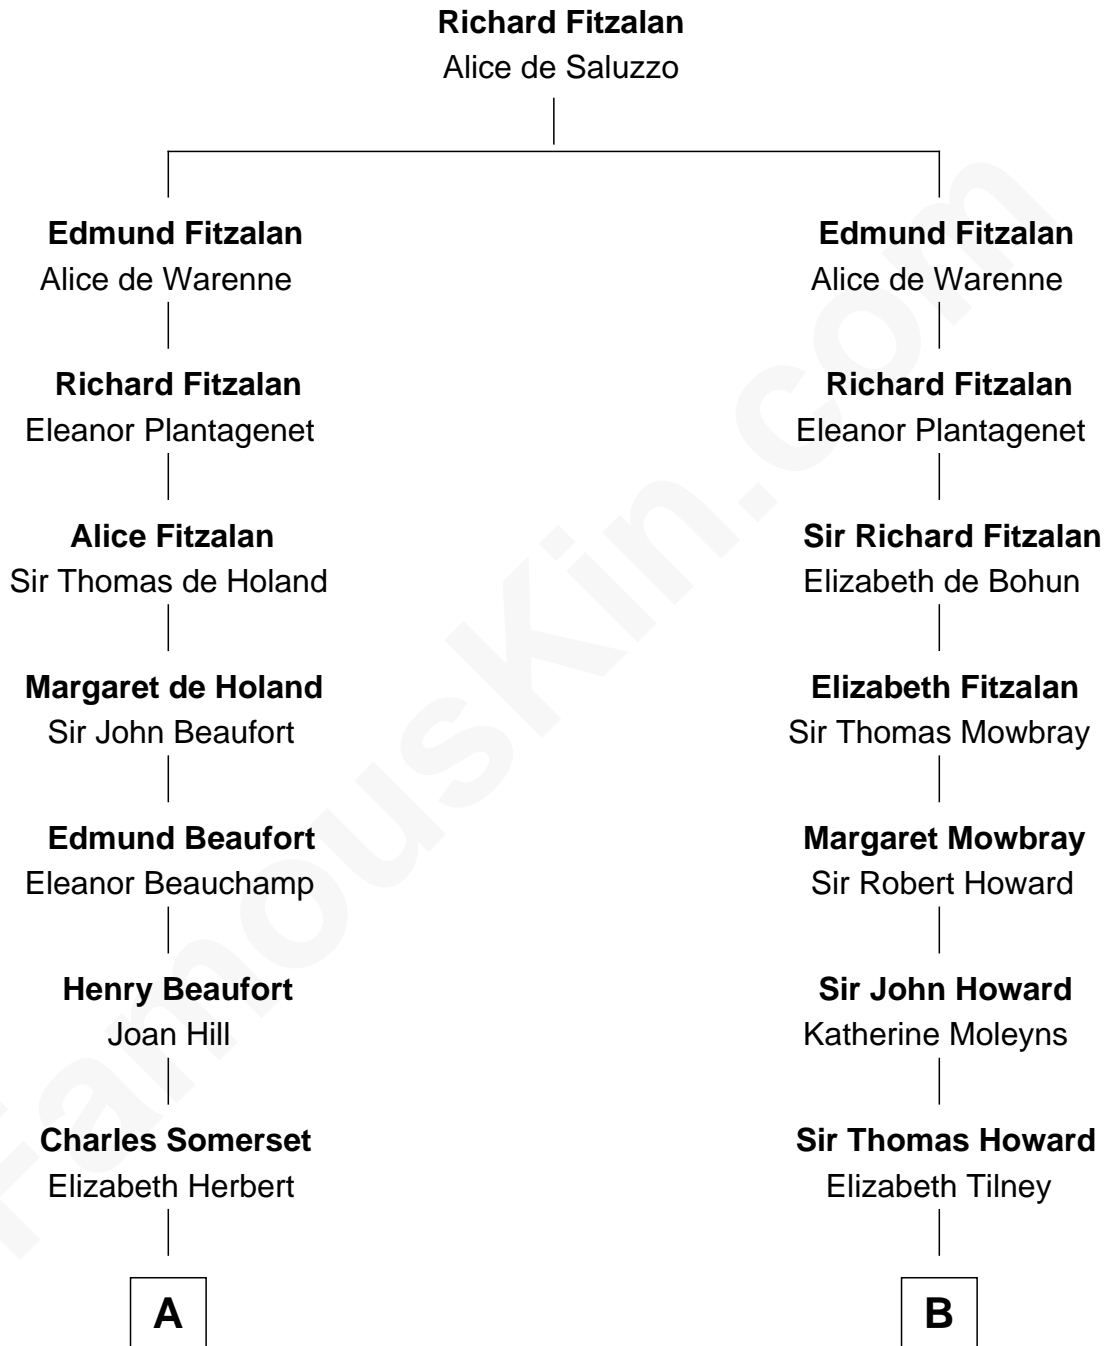 Richard Fitzalan
Alice de Saluzzo
Edmund Fitzalan
Alice de Warenne
Richard Fitzalan
Eleanor Plantagenet
Alice Fitzalan
Sir Thomas de Holand
Margaret de Holand
Sir John Beaufort
Edmund Beaufort
Eleanor Beauchamp
Henry Beaufort
Joan Hill
Charles Somerset
Elizabeth Herbert
A
Edmund Fitzalan
Alice de Warenne
Richard Fitzalan
Eleanor Plantagenet
Sir Richard Fitzalan
Elizabeth de Bohun
Elizabeth Fitzalan
Sir Thomas Mowbray
Margaret Mowbray
Sir Robert Howard
Sir John Howard
Katherine Moleyns
Sir Thomas Howard
Elizabeth Tilney
B
FamousKin.com